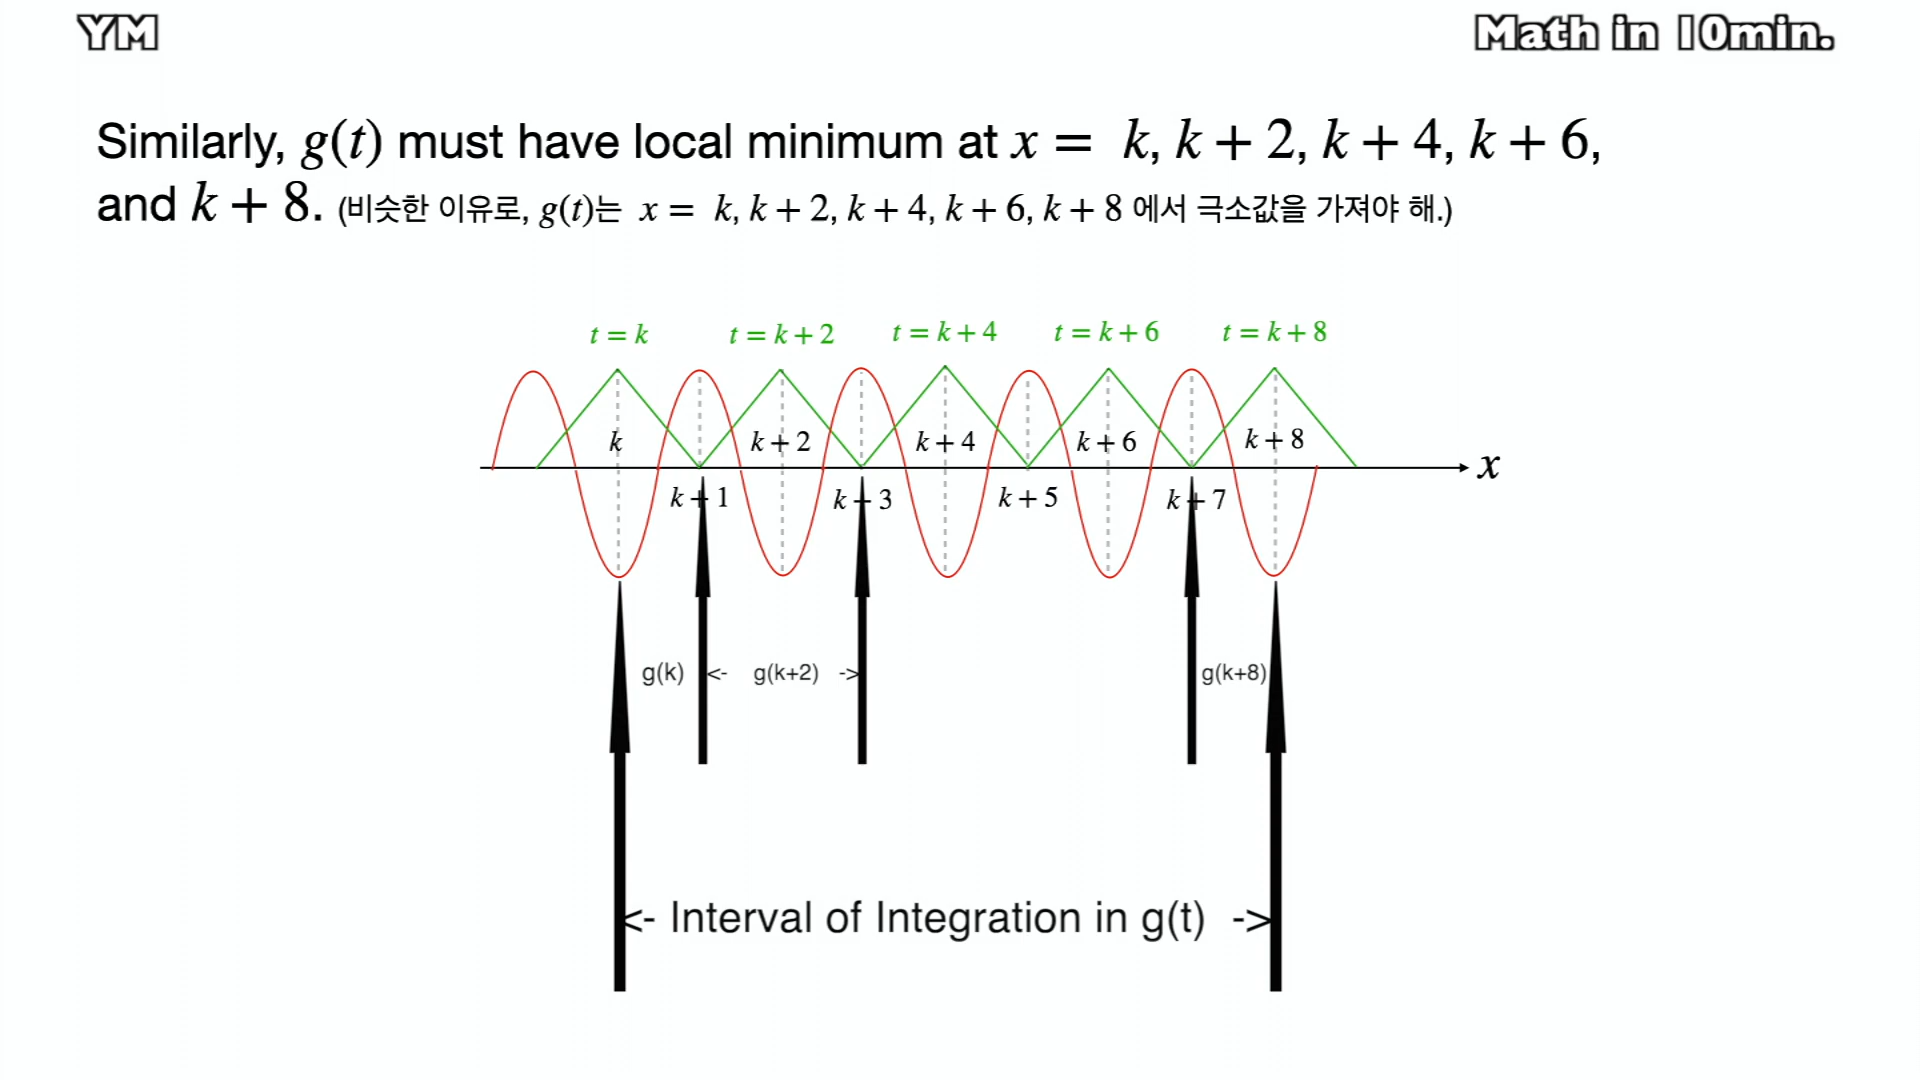 YM
Math in 10min.
Similarly, g(t) must have local minimum at x = k, k + 2, k + 4, k + 6,
and k + 8. (비슷한 이유로, g(t)는 x = k, k + 2, k + 4, k + 6, k + 8 에서 극소값을 가져야 해.)
t = k t = k + 2 t = k + 4 t = k + 6 t = k + 8
k k + 2 k + 4 k + 6 k + 8
x
k + 1 k + 3 k + 5 k + 7
g(k) <- g(k+2) -> g(k+8)
<- Interval of Integration in g(t) ->